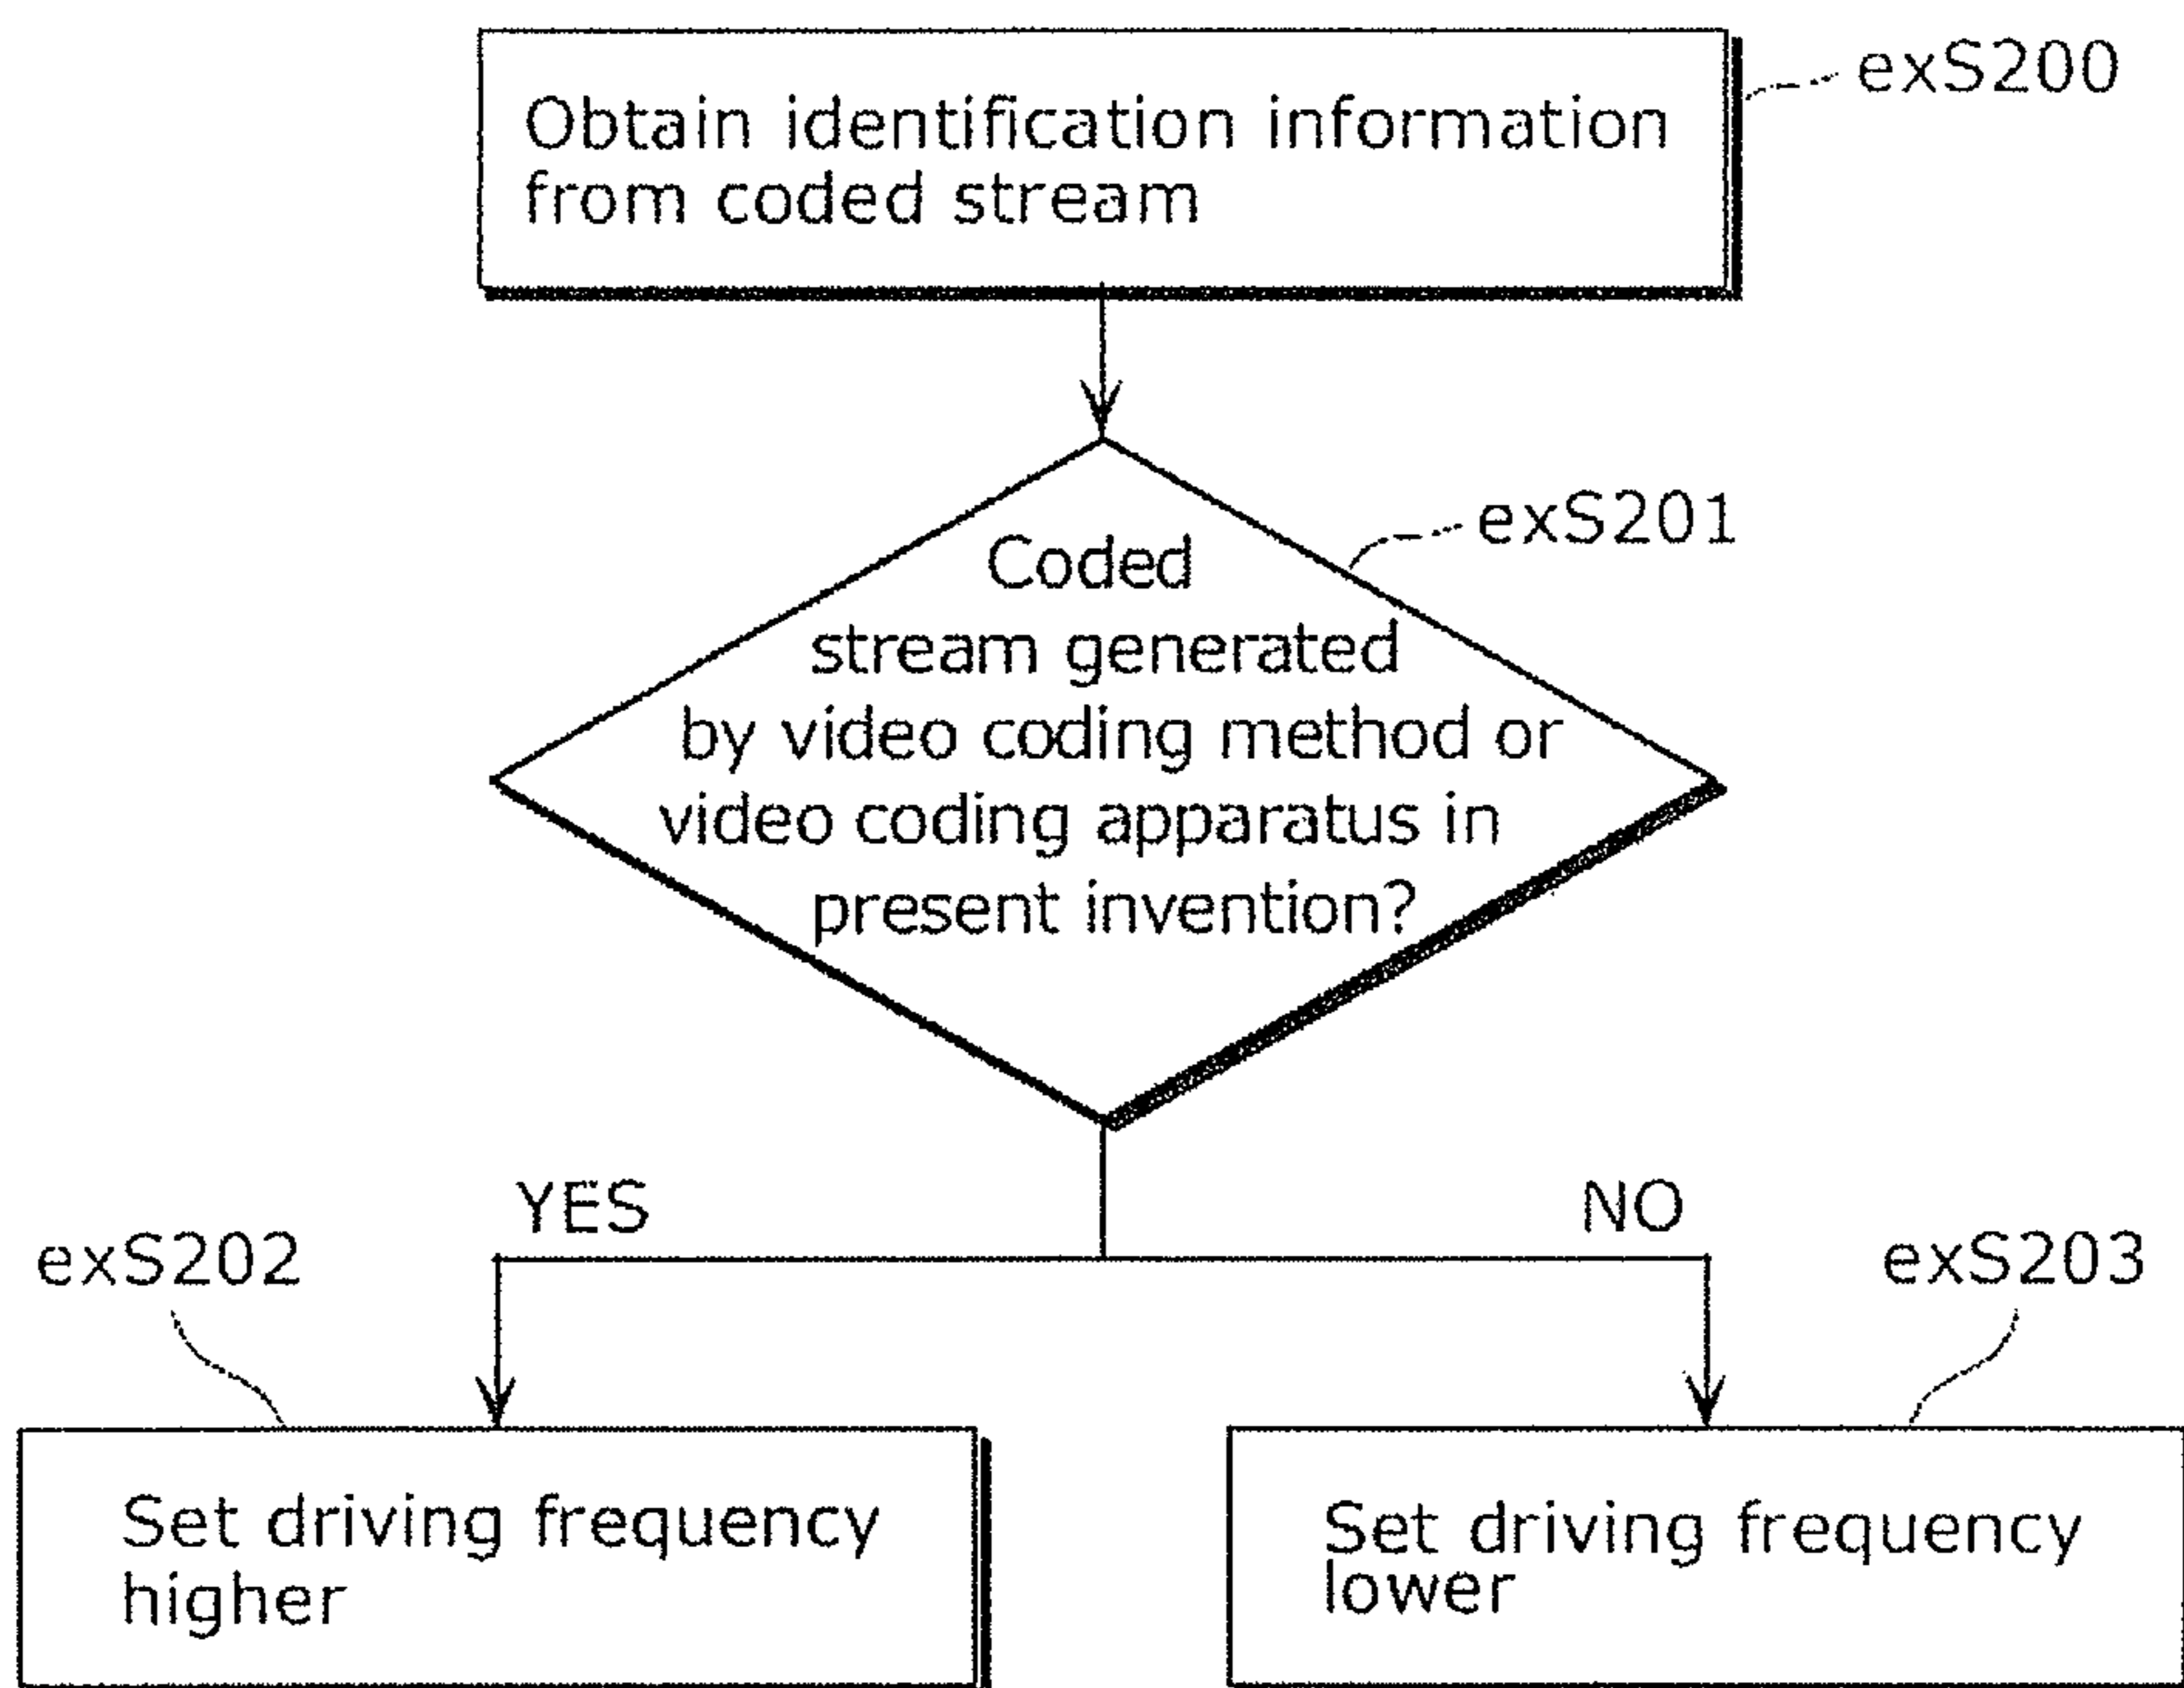 exS200
Obtain identification information
from coded stream
exS201
Coded
stream generated
by video coding method or
video coding apparatus in
present invention?
YES
NO
exS202
exS203
Set driving frequency
higher
Set driving frequency
lower